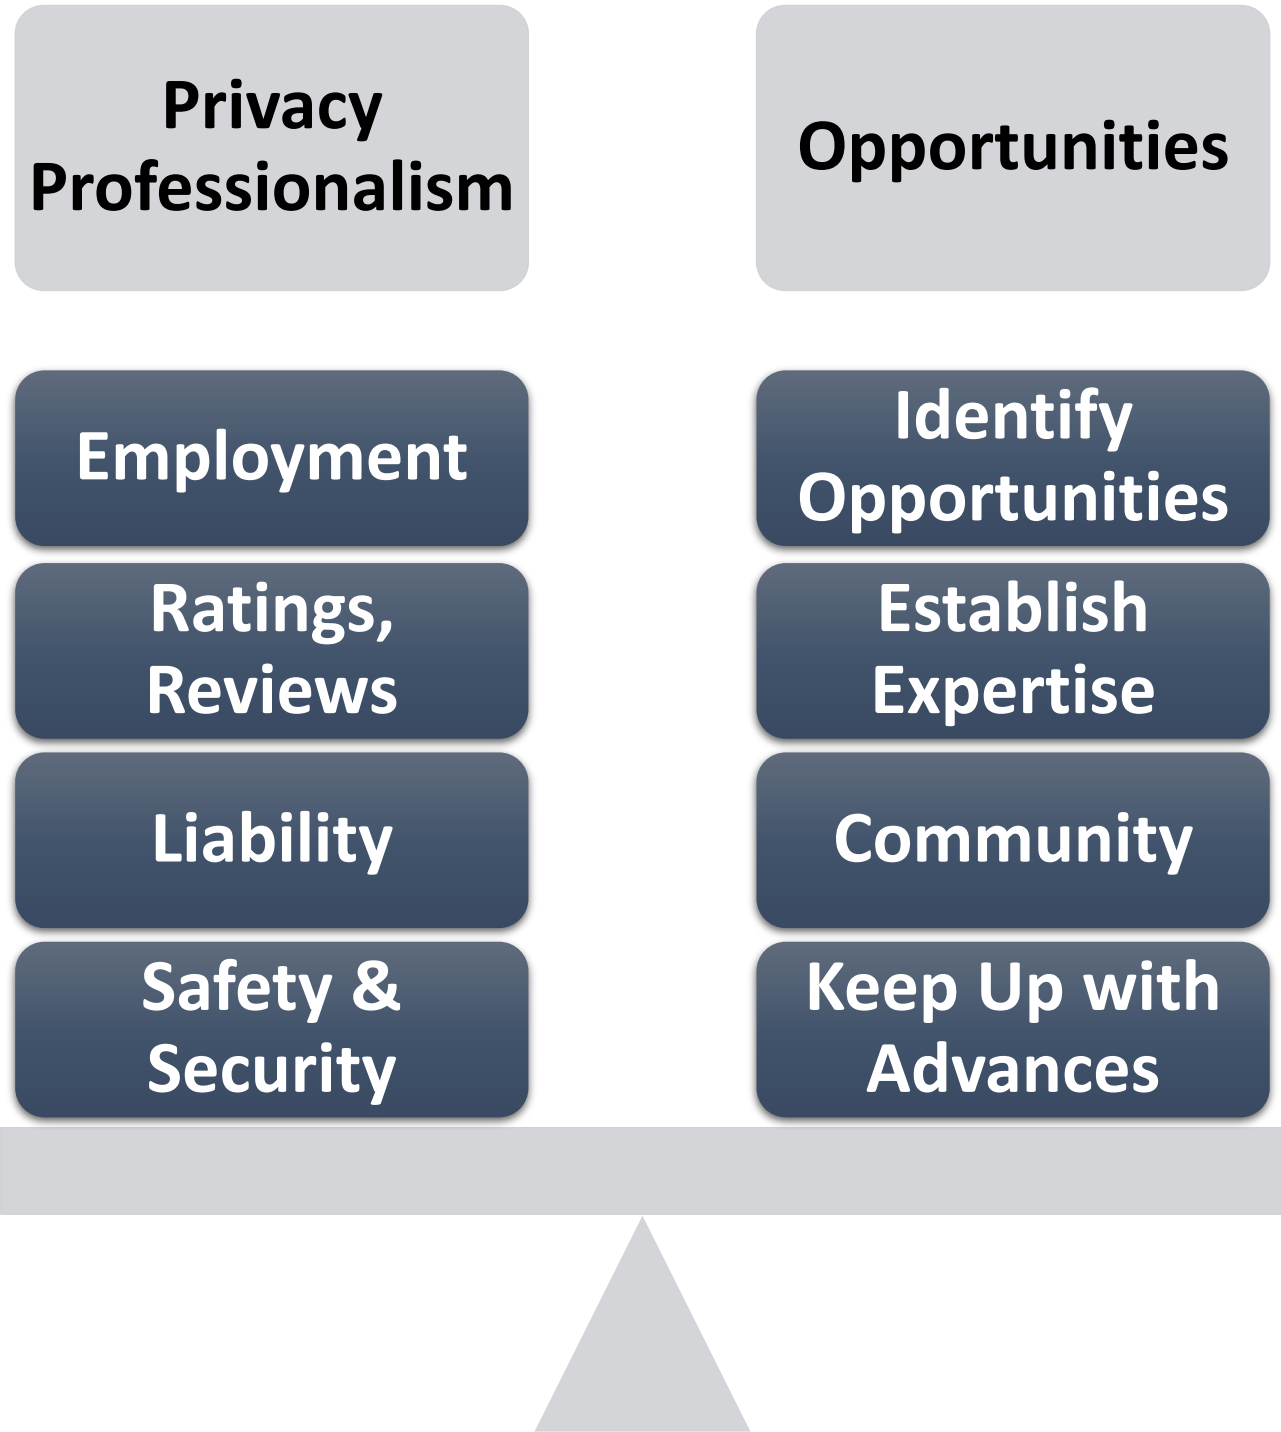 Privacy
Professionalism
Opportunities
Employment
Ratings,
Reviews
Liability
Safety &
Security
Identify
Opportunities
Establish
Expertise
Community
Keep Up with
Advances